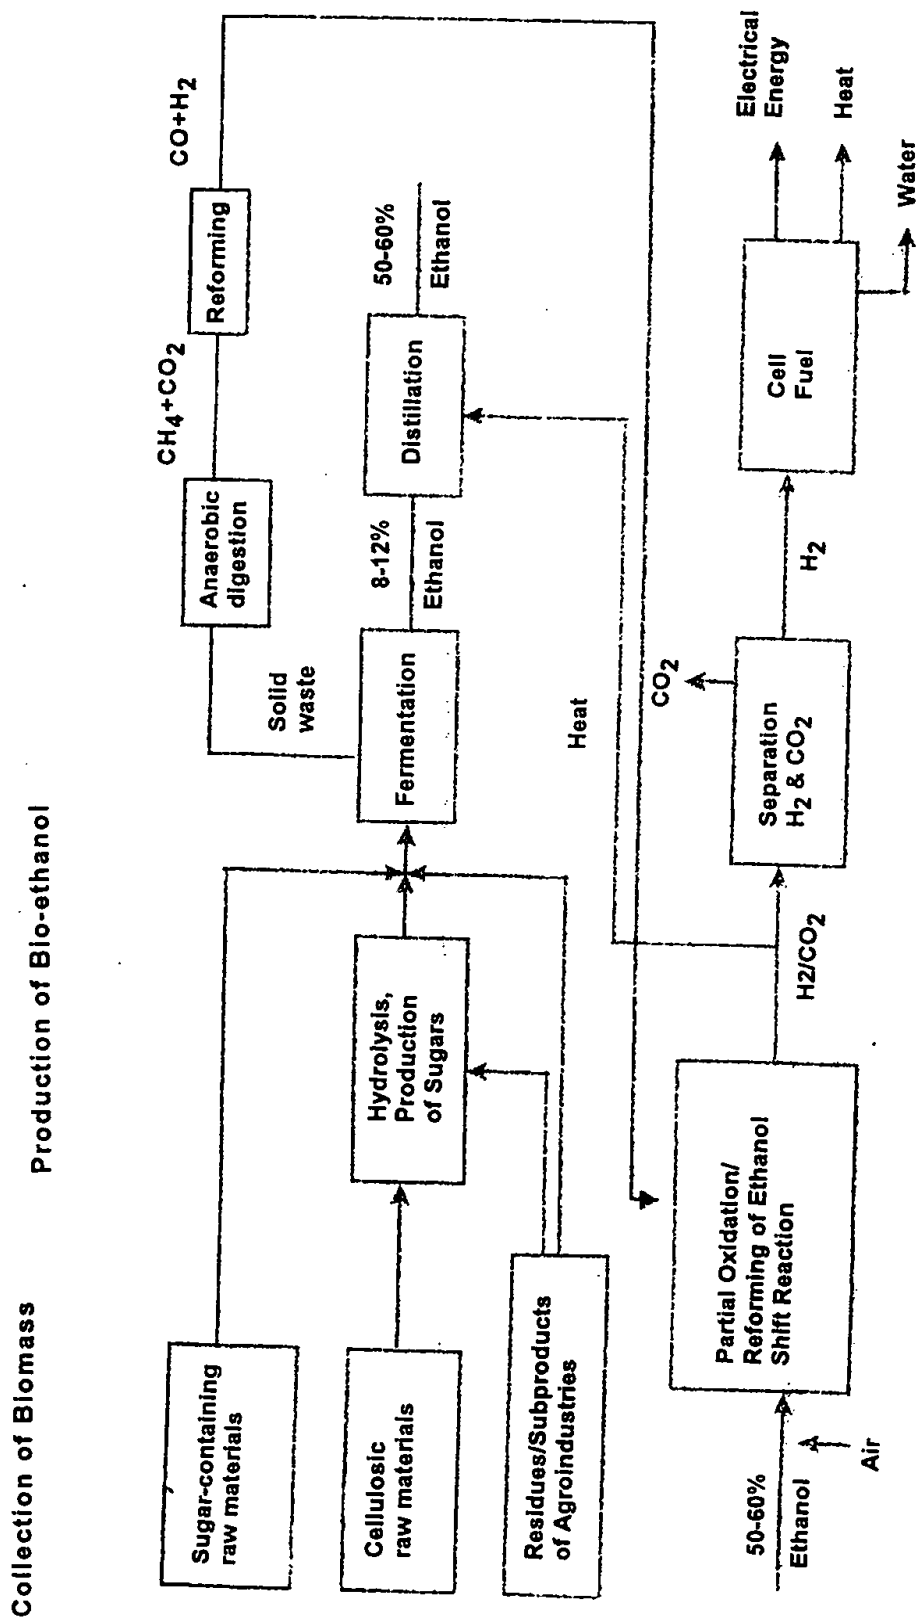 Collection of Biomass
Production of Bio-ethanol
Sugar-containing
raw materials
Cellulosic
raw materials
Residues/Subproducts
of Agroindustries
Hydrolysis,
Production
of Sugars
Fermentation
Solid
waste
Anaerobic
digestion
CH4+CO2
Reforming
CO+H2
8-12%
Ethanol
Distillation
50-60%
Ethanol
Heat
50-60%
Ethanol
Air
Partial Oxidation/
Reforming of Ethanol
Shift Reaction
H2/CO2
Separation
H2 & CO2
CO2
H2
Cell
Fuel
Electrical
Energy
Heat
Water